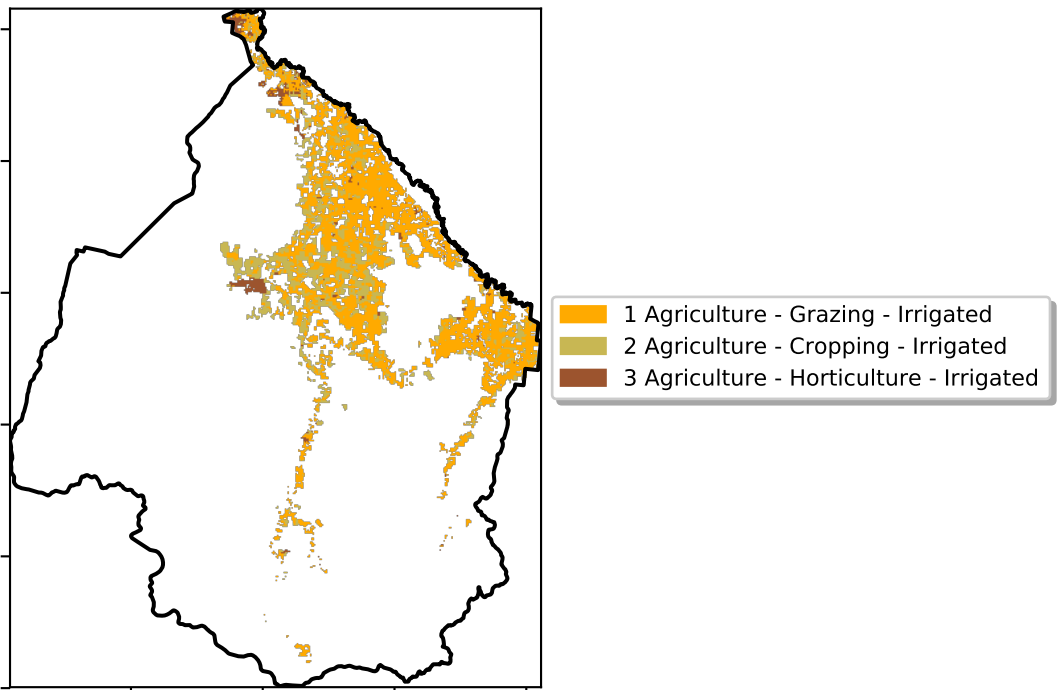 1 Agriculture - Grazing - Irrigated
2 Agriculture - Cropping - Irrigated
3 Agriculture - Horticulture - Irrigated